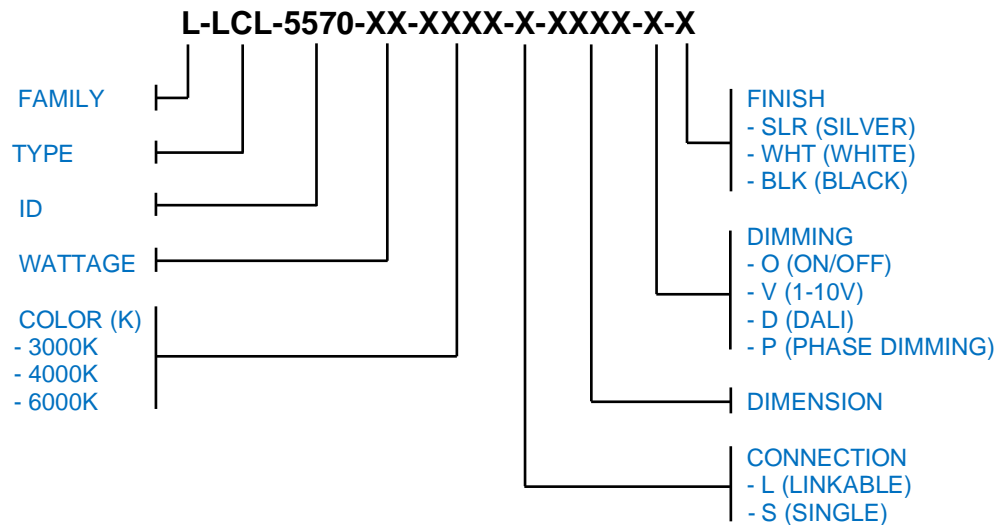 L-LCL-5570-XX-XXXX-X-XXXX-X-X
FAMILY
TYPE
ID
WATTAGE
COLOR (K)
- 3000K
- 4000K
- 6000K
FINISH
- SLR (SILVER)
- WHT (WHITE)
- BLK (BLACK)
DIMMING
- O (ON/OFF)
- V (1-10V)
- D (DALI)
- P (PHASE DIMMING)
DIMENSION
CONNECTION
- L (LINKABLE)
- S (SINGLE)